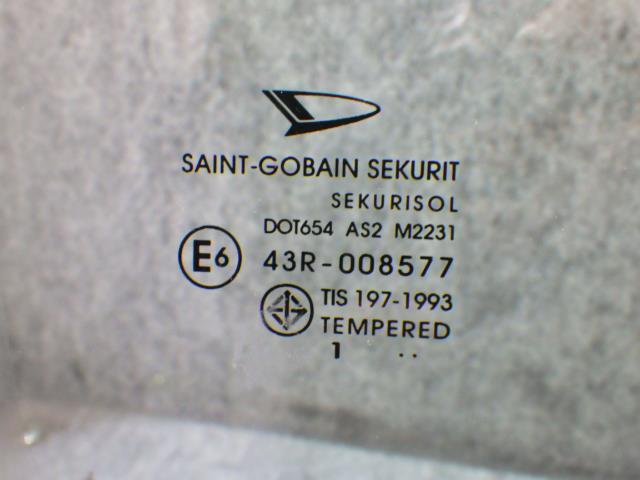 SAINT-GOBAIN SEKURIT
SEKURISOL
DOT654 AS2 M2231
E6 43R-008577
TIS 197-1993
TEMPERED
1 ..